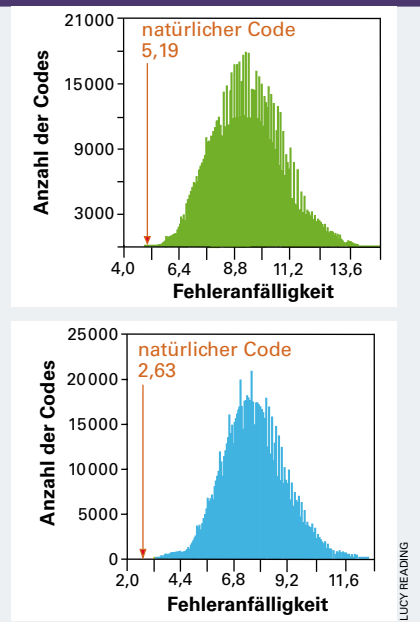 21000
natürlicher Code
5,19
15000
9000
3000
Anzahl der Codes
4,0 6,4 8,8 11,2 13,6
Fehleranfälligkeit
25000
natürlicher Code
2,63
20000
15000
10000
5000
0
Anzahl der Codes
2,0 4,4 6,8 9,2 11,6
Fehleranfälligkeit
LUCY READING